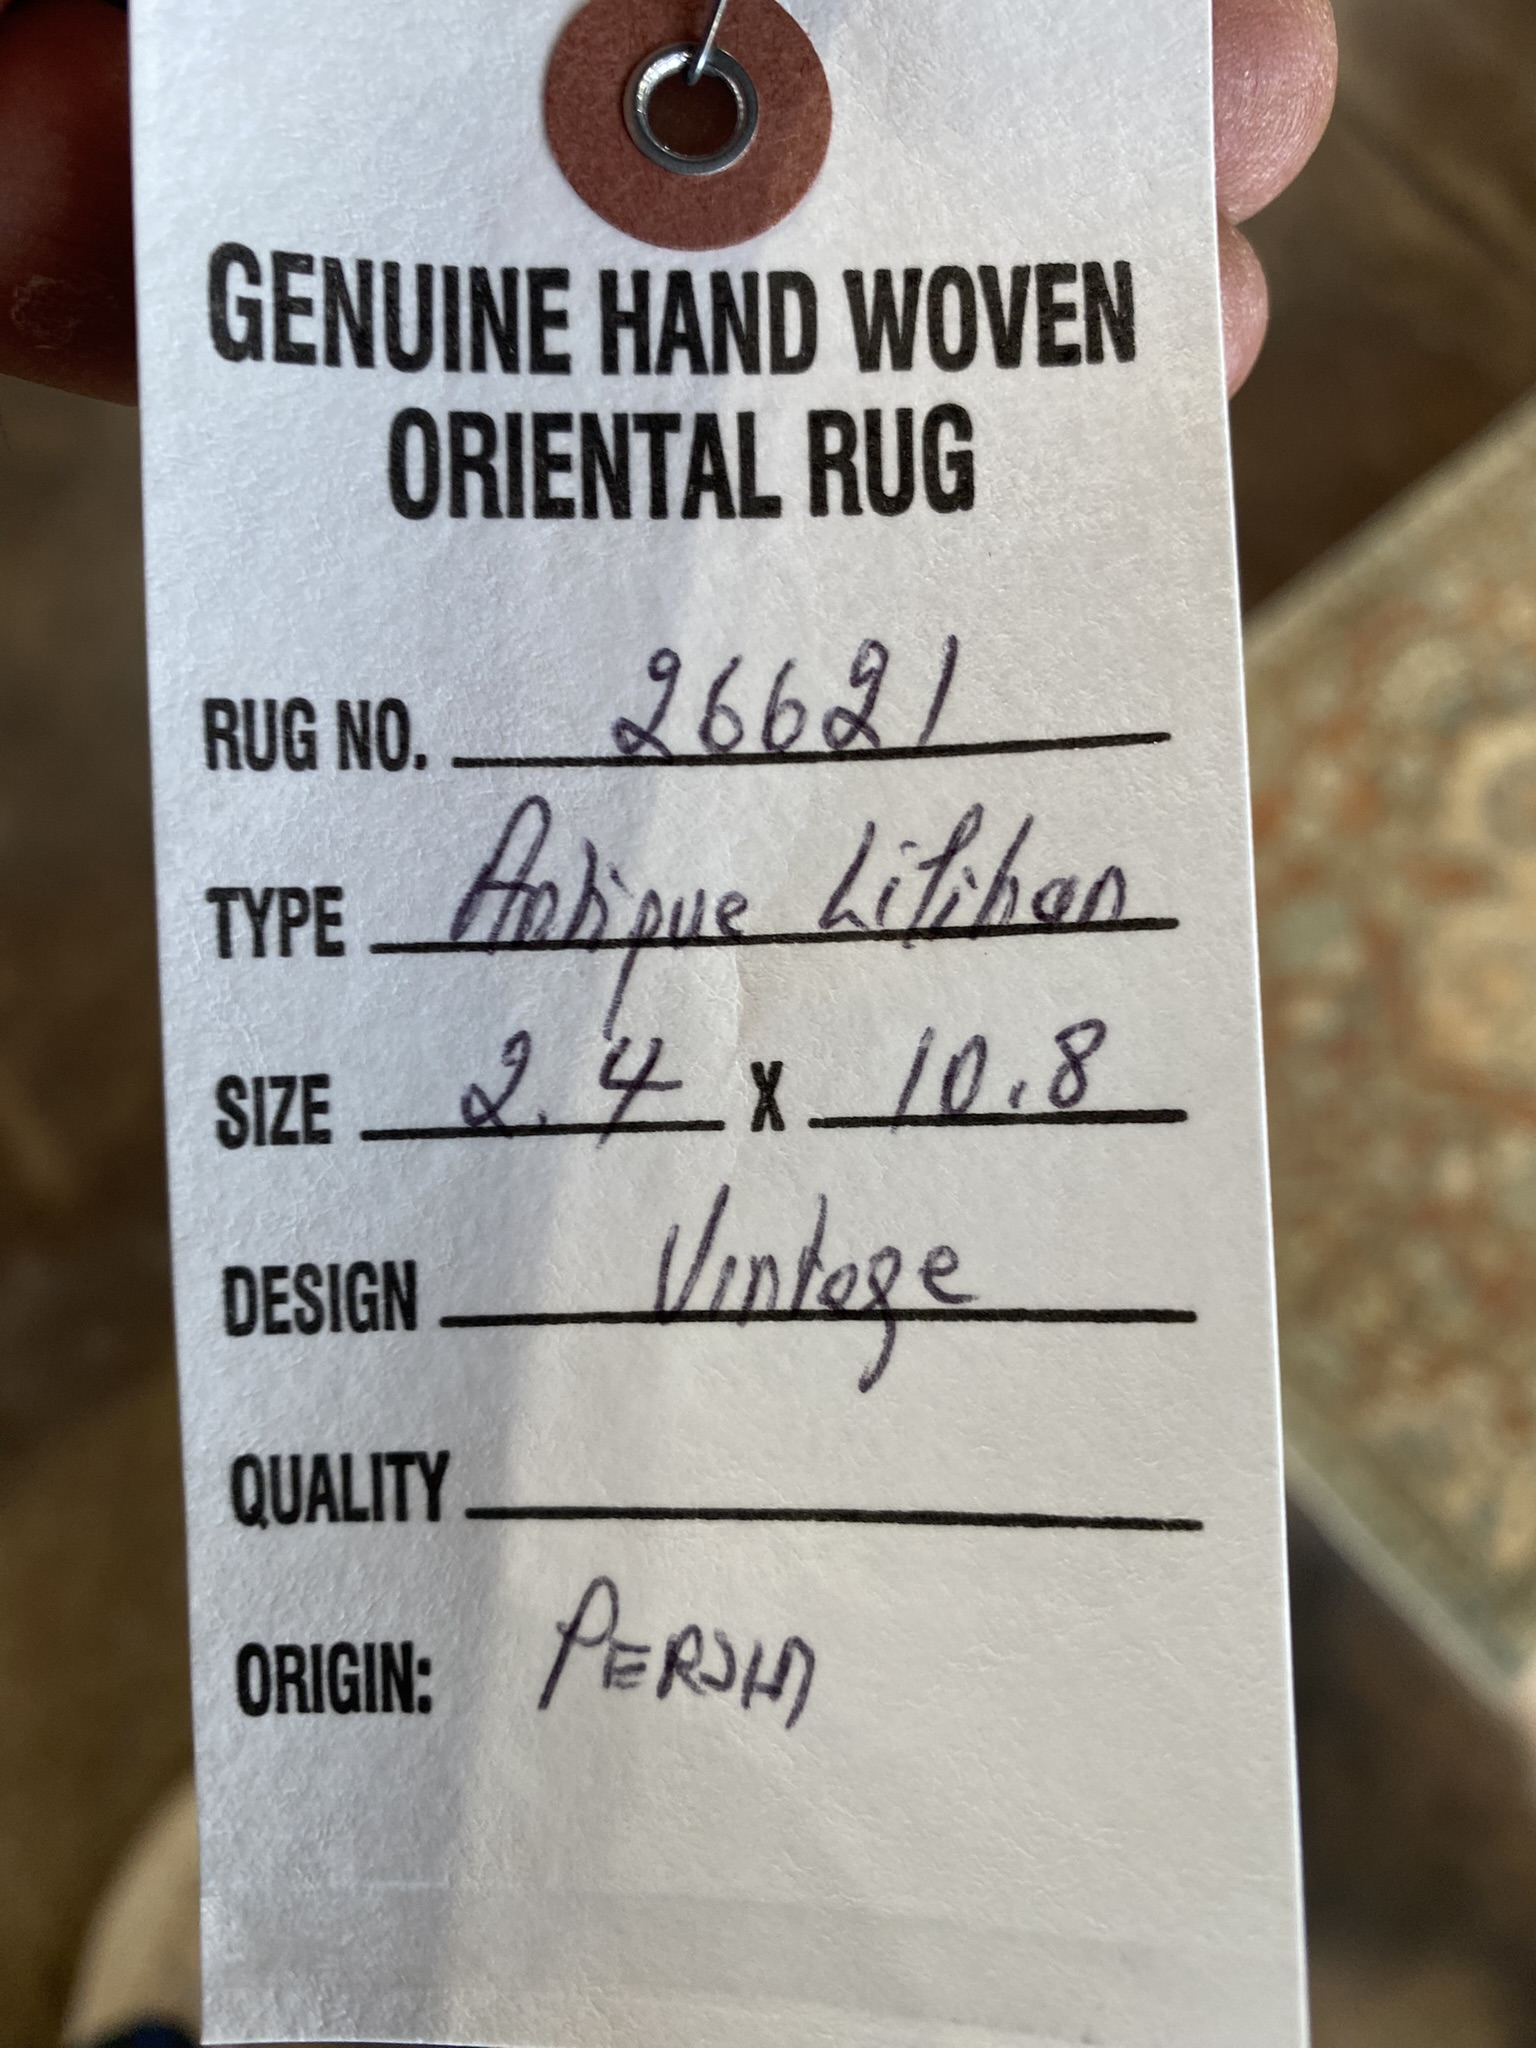 GENUINE HAND WOVEN
ORIENTAL RUG
RUG NO. 26621
TYPE Antique Lilihan
SIZE 2.4 X 10.8
DESIGN Vintage
QUALITY
ORIGIN: PERSIA